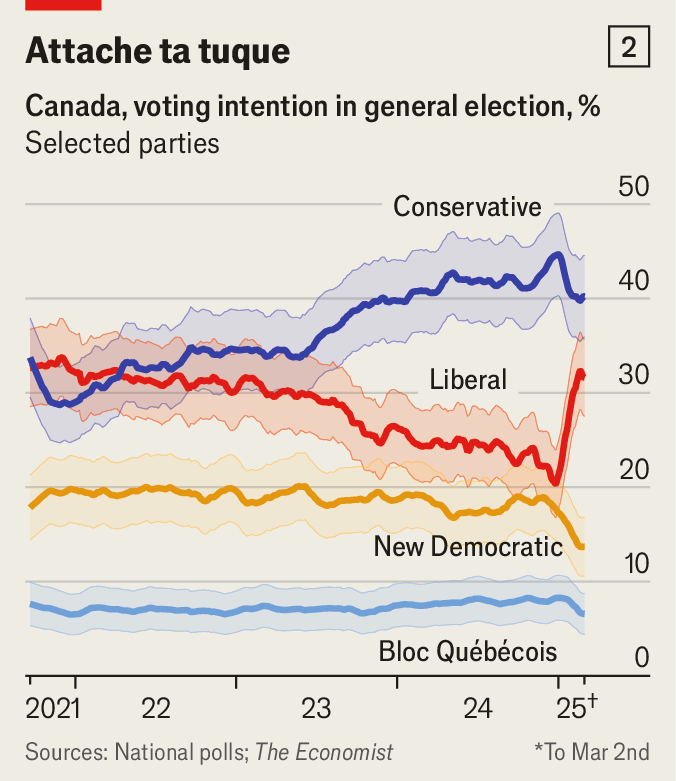 Attache ta tuque
2
Canada, voting intention in general election, %
Selected parties
50
Conservative
40
Liberal
30
20
New Democratic
10
Bloc Québécois
0
2021 22 23 24 25†
Sources: National polls; The Economist *To Mar 2nd